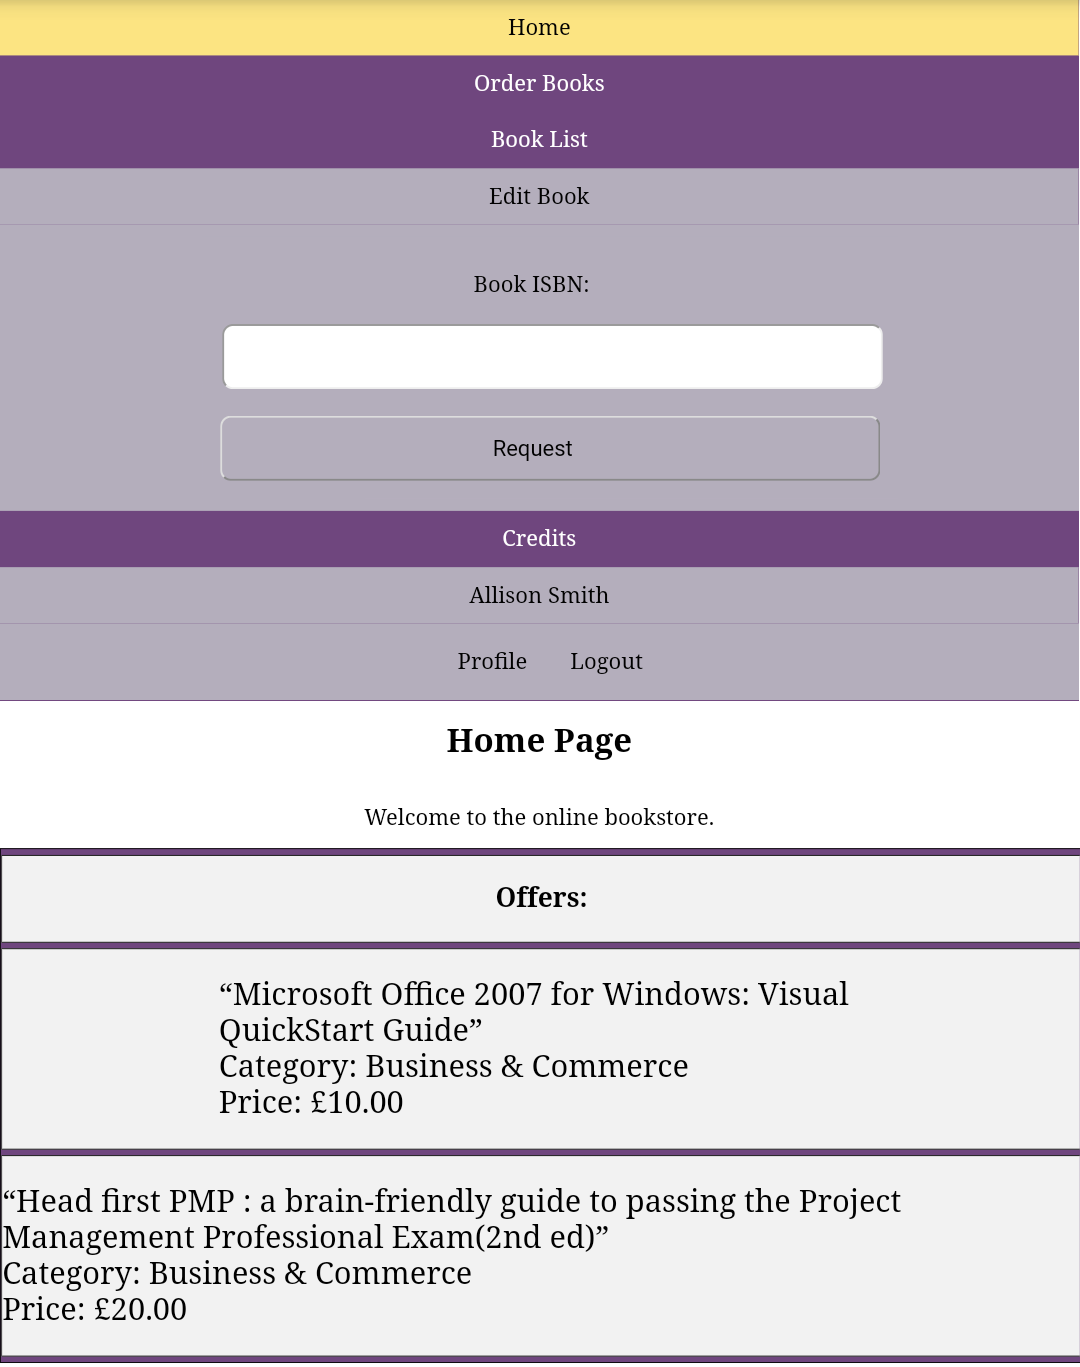 Home
Order Books
Book List
Edit Book
Book ISBN:
Request
Credits
Allison Smith
Profile Logout
Home Page
Welcome to the online bookstore.
Offers:
“Microsoft Office 2007 for Windows: Visual
QuickStart Guide”
Category: Business & Commerce
Price: £10.00
“Head first PMP : a brain-friendly guide to passing the Project
Management Professional Exam(2nd ed)”
Category: Business & Commerce
Price: £20.00